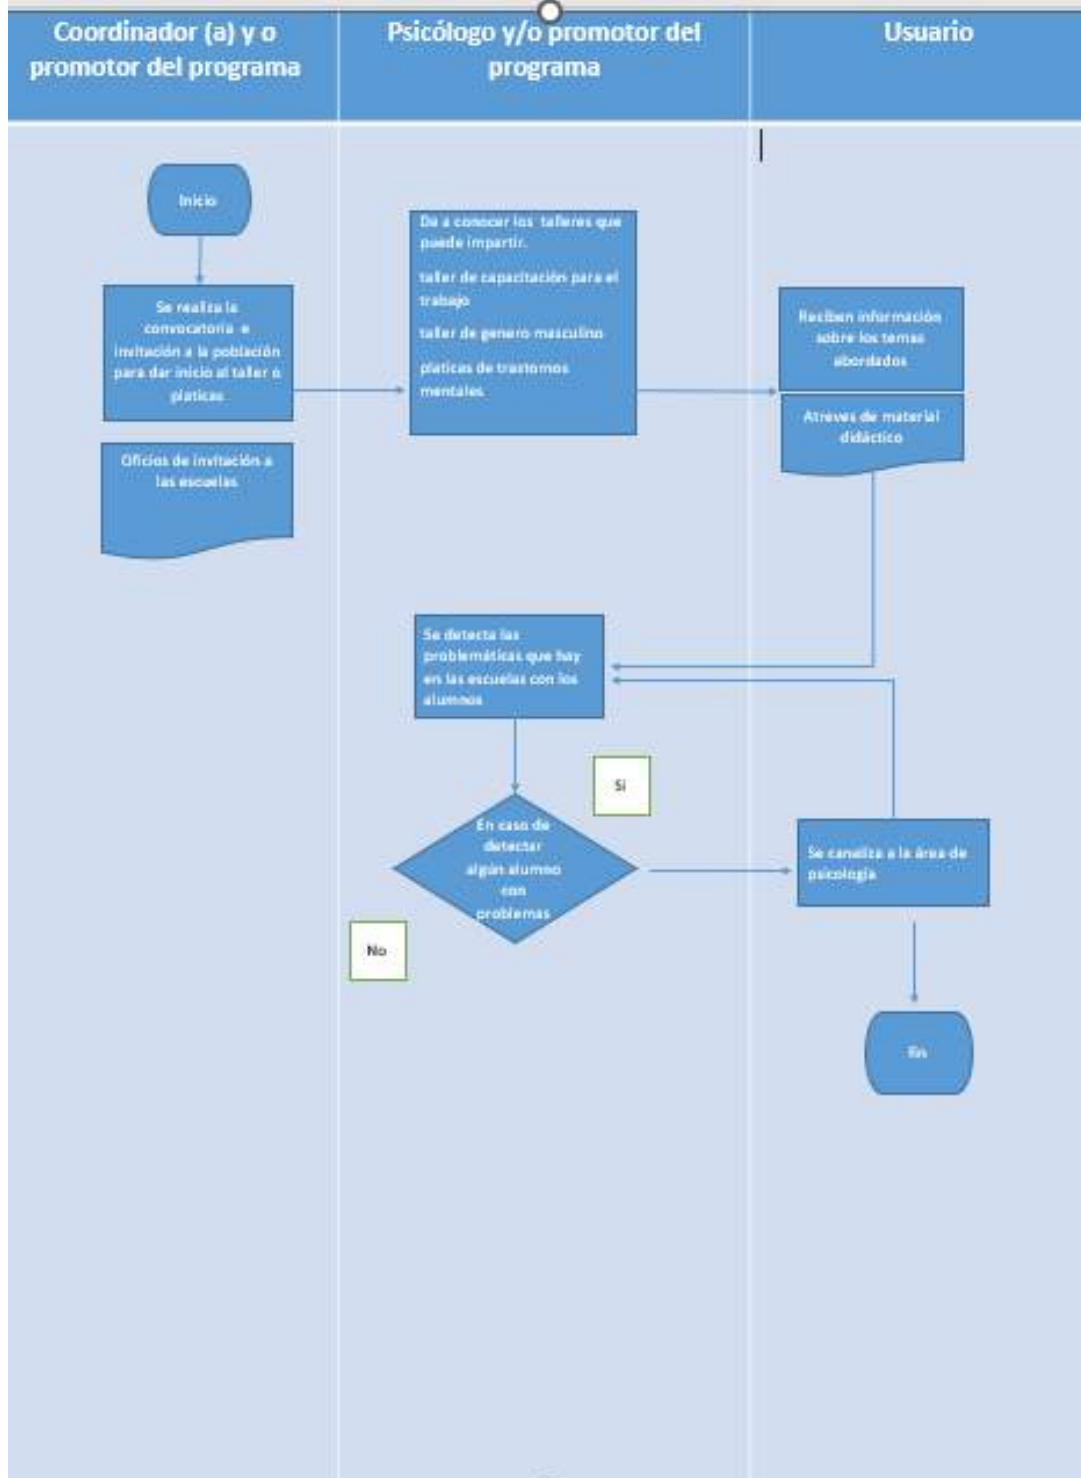 Coordinador (a) y o
promotor del programa
Psicólogo y/o promotor del
programa
Usuario
Inicio
Se realiza la
convocatoria e
invitación a la población
para dar inicio al taller o
platicas
Oficios de invitación a
las escuelas
Da a conocer los talleres que
puede impartir.
taller de capacitación para el
trabajo
taller de genero masculino
platicas de trastornos
mentales
Reciben información
sobre los temas
abordados
Atreves de material
didáctico
Se detecta las
problemáticas que hay
en las escuelas con los
alumnos
Si
En caso de
detectar
algún alumno
con
problemas
No
Se canaliza a la área de
psicología
Fin